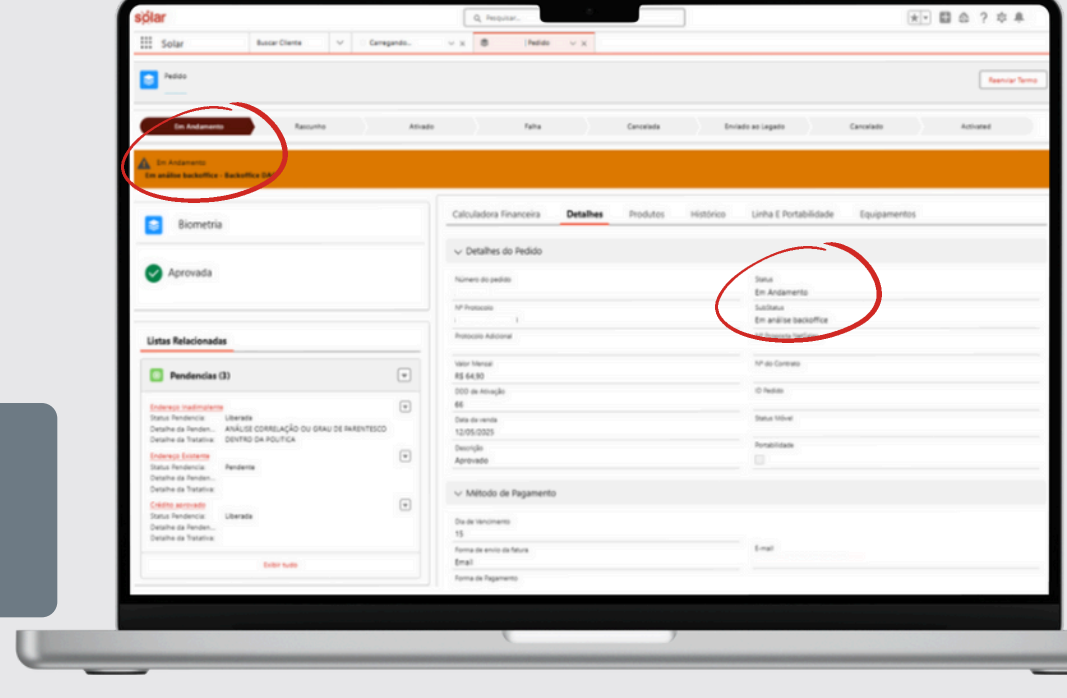 solar
Pesquisar...
Solar
Buscar Cliente
Carregando...
| Pedido
Pedido
Reenviar Termo
Em Andamento
Rascunho
Ativado
Falha
Cancelada
Enviado ao Legado
Cancelado
Activated
Em Andamento
Em análise backoffice - Backoffice
Biometria
Aprovada
Listas Relacionadas
Pendencias (3)
Endereço Inadimplente
Status Pendencia: Liberada
Detalhe da Penden... ANÁLISE CORRELAÇÃO OU GRAU DE PARENTESCO
Detalhe da Tratativa: DENTRO DA POLITICA
Endereço Existente
Status Pendencia: Pendente
Detalhe da Penden...
Detalhe da Tratativa:
Crédito aprovado
Status Pendencia: Liberada
Detalhe da Penden...
Detalhe da Tratativa:
Exibir tudo
Calculadora Financeira
Detalhes
Produtos
Histórico
Linha E Portabilidade
Equipamentos
Detalhes do Pedido
Número do pedido
Nº Protocolo
Protocolo Adicional
Valor Mensal
R$ 64,90
DDD de Ativação
66
Data da venda
12/05/2025
Descrição
Aprovado
Status
Em Andamento
SubStatus
Em análise backoffice
Nº Proposta
Nº do Contrato
ID Pedido
Status Móvel
Portabilidade
Método de Pagamento
Dia de Vencimento
15
Forma de envio da fatura
Email
Forma de Pagamento
E-mail